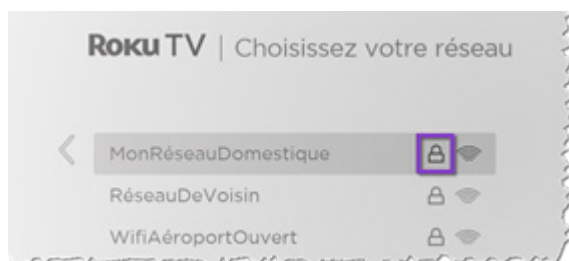 Roku TV | Choisissez votre réseau
MonRéseauDomestique
RéseauDeVoisin
WifiAéroportOuvert